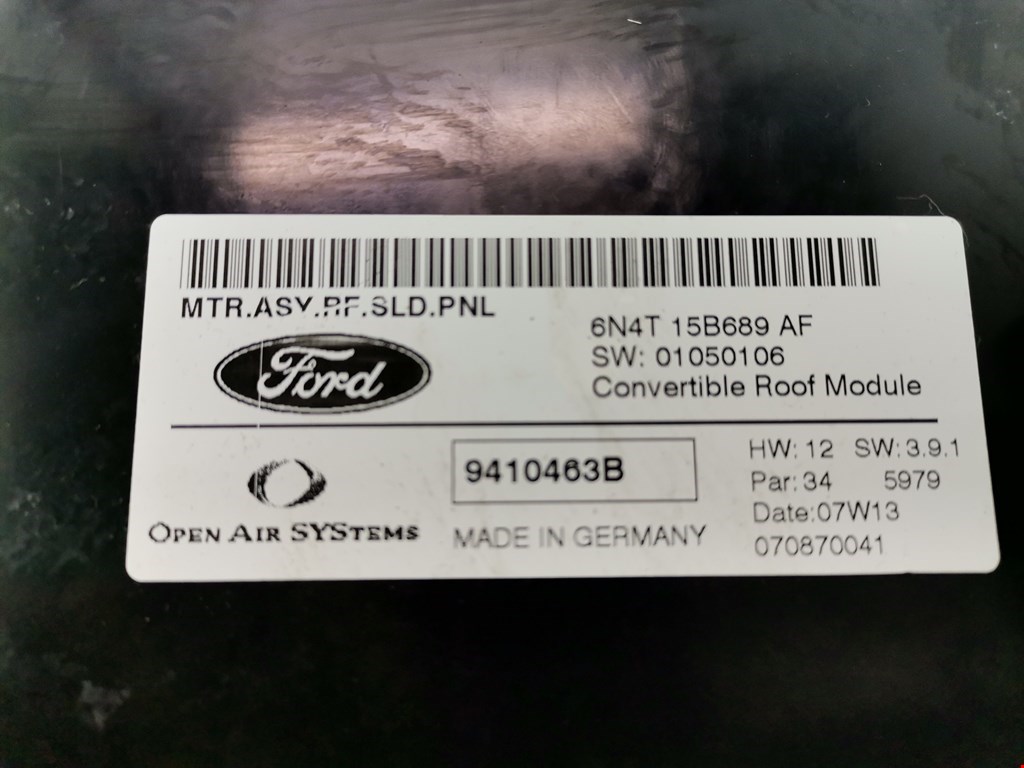 MTR.ASY.RF.SLD.PNL
6N4T 15B689 AF
SW: 01050106
Convertible Roof Module
Ford
9410463B
HW: 12 SW: 3.9.1
Par: 34 5979
Date:07W13
070870041
OPEN AIR SYSTEMS
MADE IN GERMANY